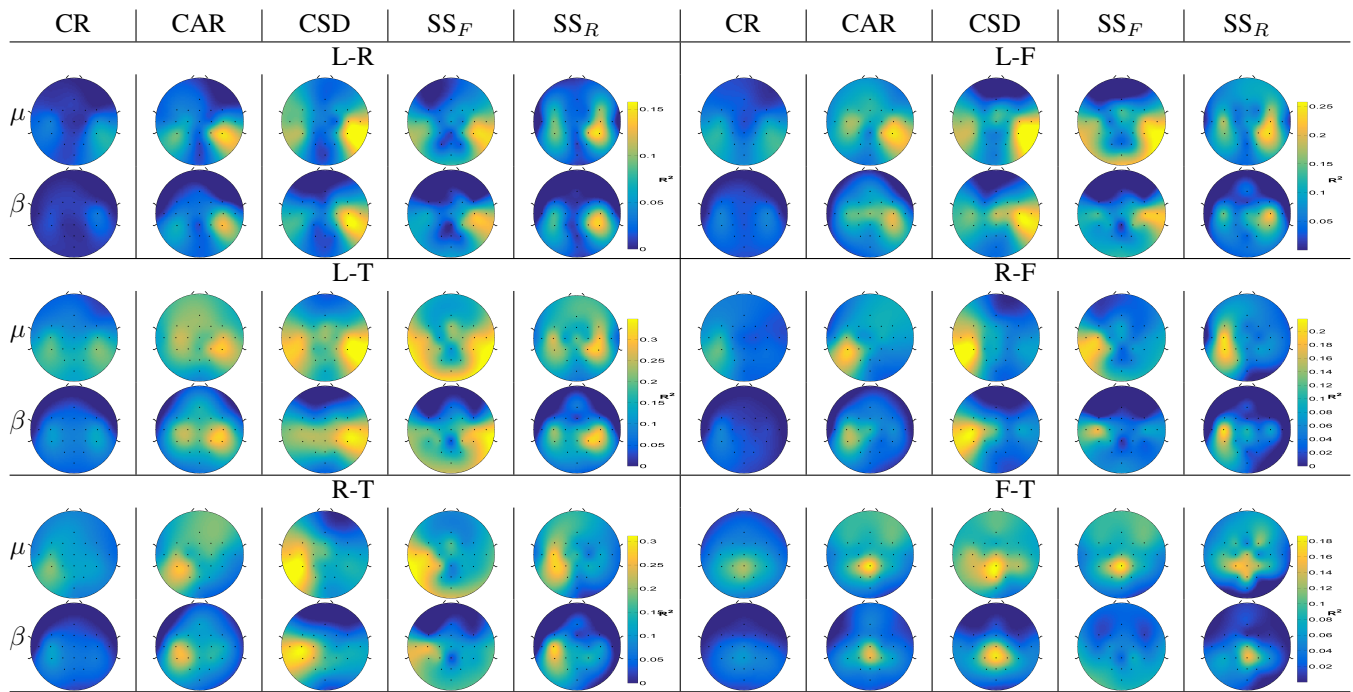 CR CAR CSD SS_F SS_R CR CAR CSD SS_F SS_R
L-R L-F
μ
0.15
0.1
0.05
0
R²
0.25
0.2
0.15
0.1
0.05
R²
β
L-T R-F
μ
0.3
0.25
0.2
0.15
0.1
0.05
0
R²
0.2
0.18
0.16
0.14
0.12
0.1
0.08
0.06
0.04
0.02
0
R²
β
R-T F-T
μ
0.3
0.25
0.2
0.15
0.1
0.05
0
R²
0.18
0.16
0.14
0.12
0.1
0.08
0.06
0.04
0.02
R²
β